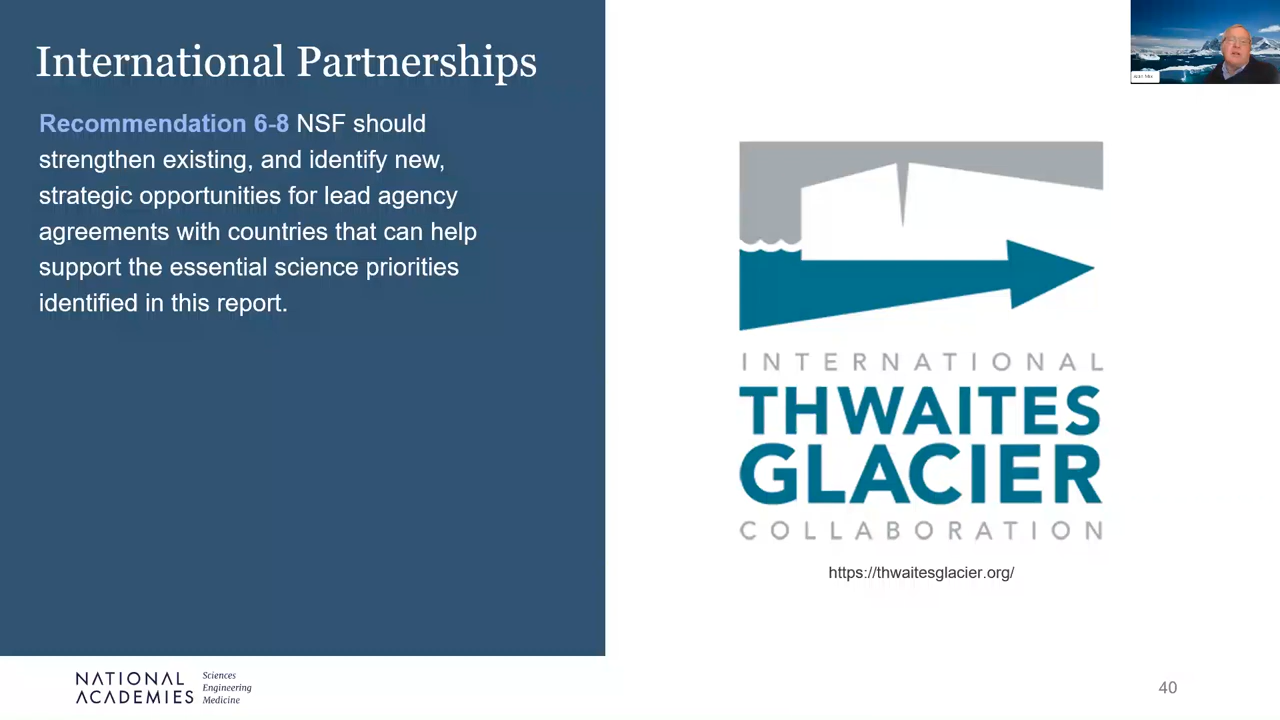 International Partnerships
Recommendation 6-8 NSF should
strengthen existing, and identify new,
strategic opportunities for lead agency
agreements with countries that can help
support the essential science priorities
identified in this report.
INTERNATIONAL
THWAITES
GLACIER
COLLABORATION
https://thwaitesglacier.org/
NATIONAL
ACADEMIES
Sciences
Engineering
Medicine
40